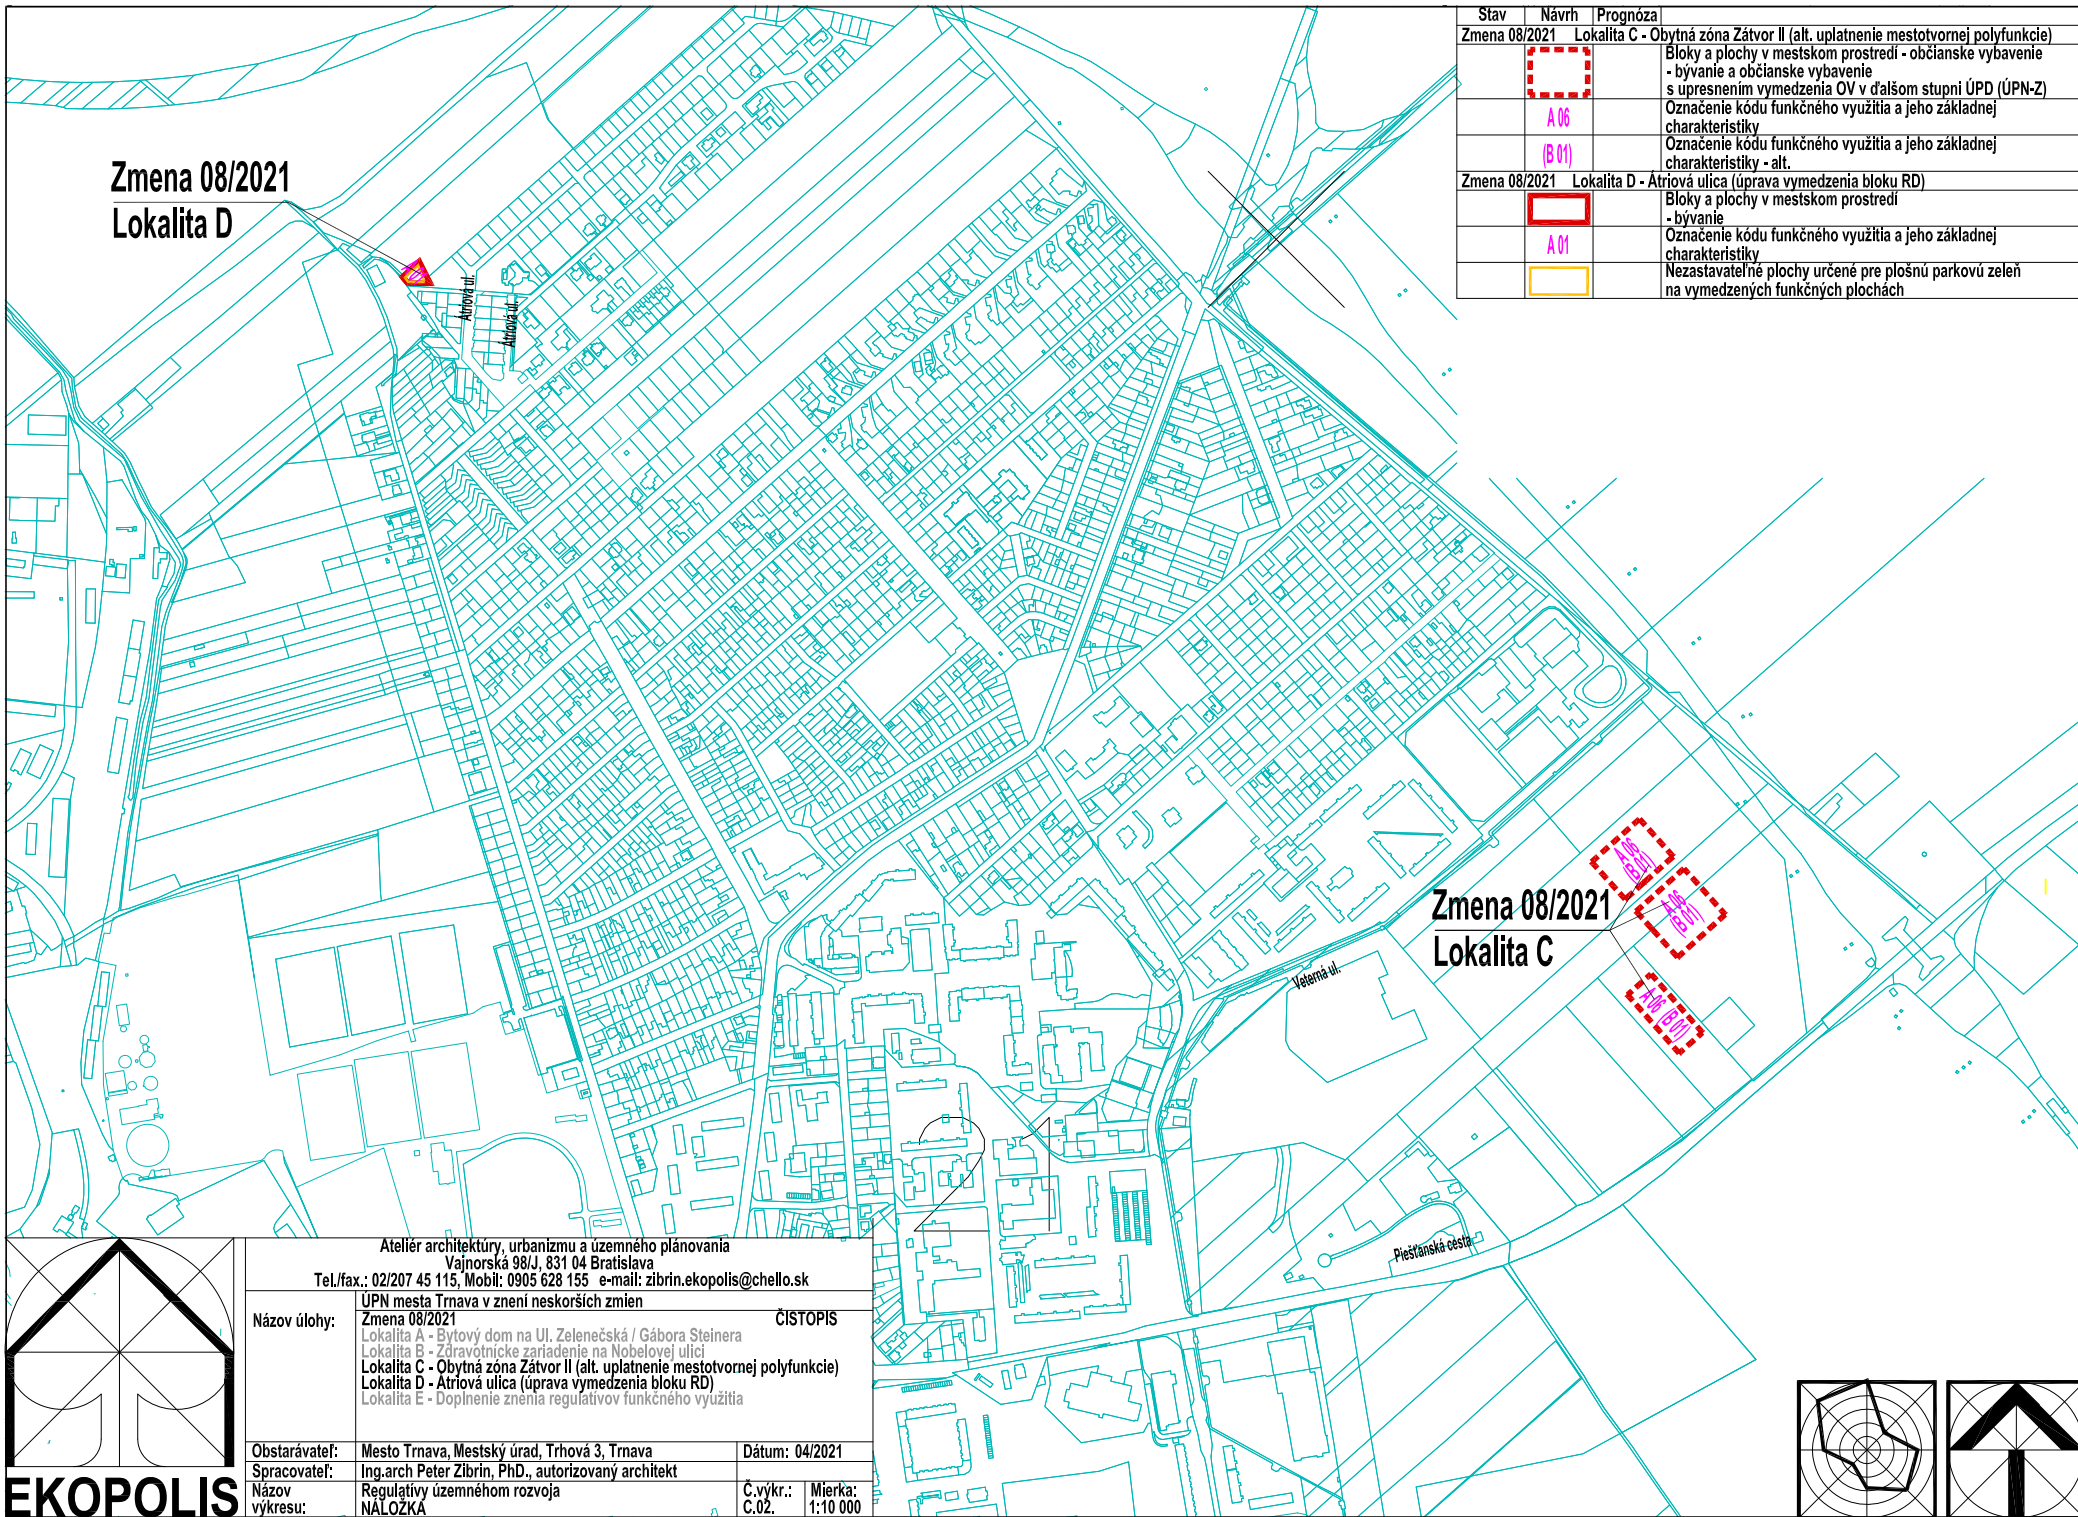 Stav Návrh Prognóza
Zmena 08/2021 Lokalita C - Obytná zóna Zátvor II (alt. uplatnenie mestotvornej polyfunkcie)
Bloky a plochy v mestskom prostredí - občianske vybavenie
- bývanie a občianske vybavenie
s upresnením vymedzenia OV v ďalšom stupni ÚPD (ÚPN-Z)
A 06
Označenie kódu funkčného využitia a jeho základnej
charakteristiky
(B 01)
Označenie kódu funkčného využitia a jeho základnej
charakteristiky - alt.
Zmena 08/2021 Lokalita D - Átriová ulica (úprava vymedzenia bloku RD)
Bloky a plochy v mestskom prostredí
- bývanie
A 01
Označenie kódu funkčného využitia a jeho základnej
charakteristiky
Nezastavateľné plochy určené pre plošnú parkovú zeleň
na vymedzených funkčných plochách
Zmena 08/2021
Lokalita D
Átriová ul.
Átriová ul.
A 06
(B 01)
A 06
(B 01)
Zmena 08/2021
Lokalita C
A 06 (B 01)
Veterná ul.
21
Piešťanská cesta
EKOPOLIS
Ateliér architektúry, urbanizmu a územného plánovania
Vajnorská 98/J, 831 04 Bratislava
Tel./fax.: 02/207 45 115, Mobil: 0905 628 155 e-mail: zibrin.ekopolis@chello.sk
Názov úlohy:
ÚPN mesta Trnava v znení neskorších zmien
Zmena 08/2021 ČISTOPIS
Lokalita A - Bytový dom na Ul. Zelenečská / Gábora Steinera
Lokalita B - Zdravotnícke zariadenie na Nobelovej ulici
Lokalita C - Obytná zóna Zátvor II (alt. uplatnenie mestotvornej polyfunkcie)
Lokalita D - Átriová ulica (úprava vymedzenia bloku RD)
Lokalita E - Doplnenie znenia regulatívov funkčného využitia
Obstarávateľ: Mesto Trnava, Mestský úrad, Trhová 3, Trnava Dátum: 04/2021
Spracovateľ: Ing.arch Peter Zibrin, PhD., autorizovaný architekt
Názov výkresu: Regulatívy územnéhom rozvoja
NÁLOŽKA
Č.výkr.: C.02.
Mierka: 1:10 000